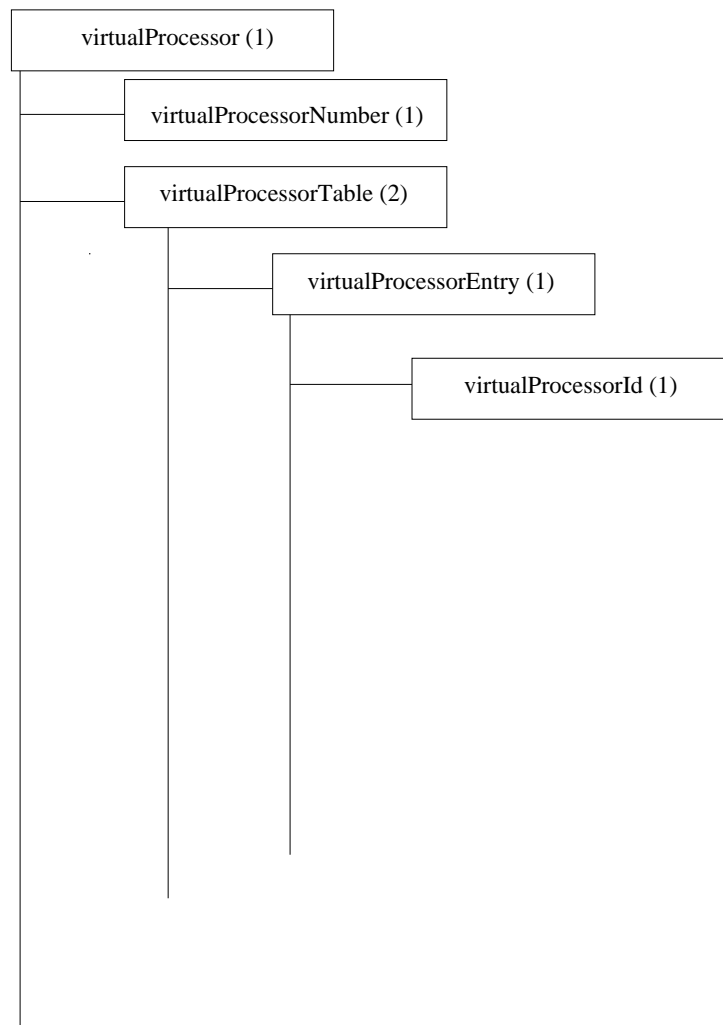 virtualProcessor (1)
virtualProcessorNumber (1)
virtualProcessorTable (2)
virtualProcessorEntry (1)
virtualProcessorId (1)